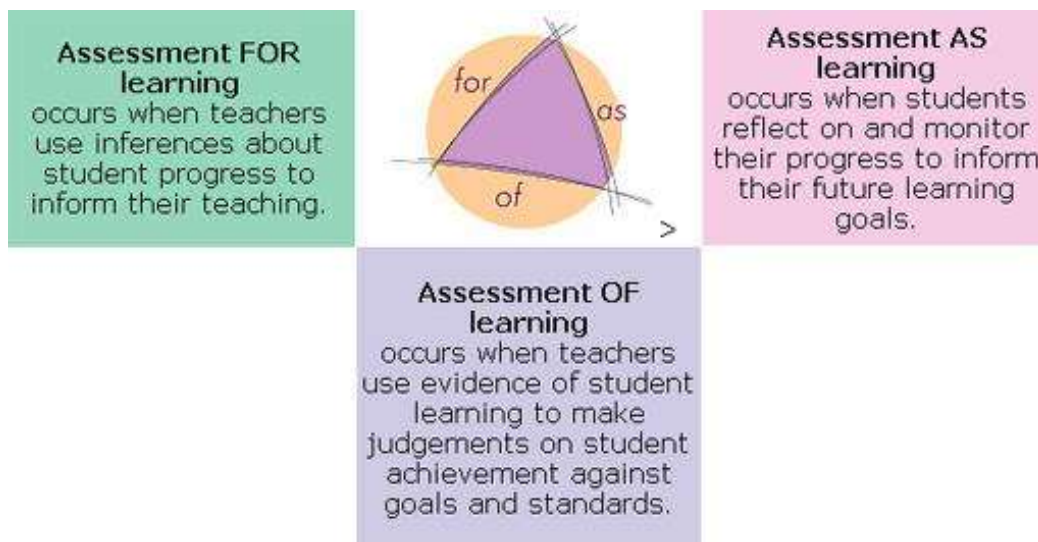 Assessment FOR
learning
occurs when teachers
use inferences about
student progress to
inform their teaching.
for
as
of
>
Assessment AS
learning
occurs when students
reflect on and monitor
their progress to inform
their future learning
goals.
Assessment OF
learning
occurs when teachers
use evidence of student
learning to make
judgements on student
achievement against
goals and standards.